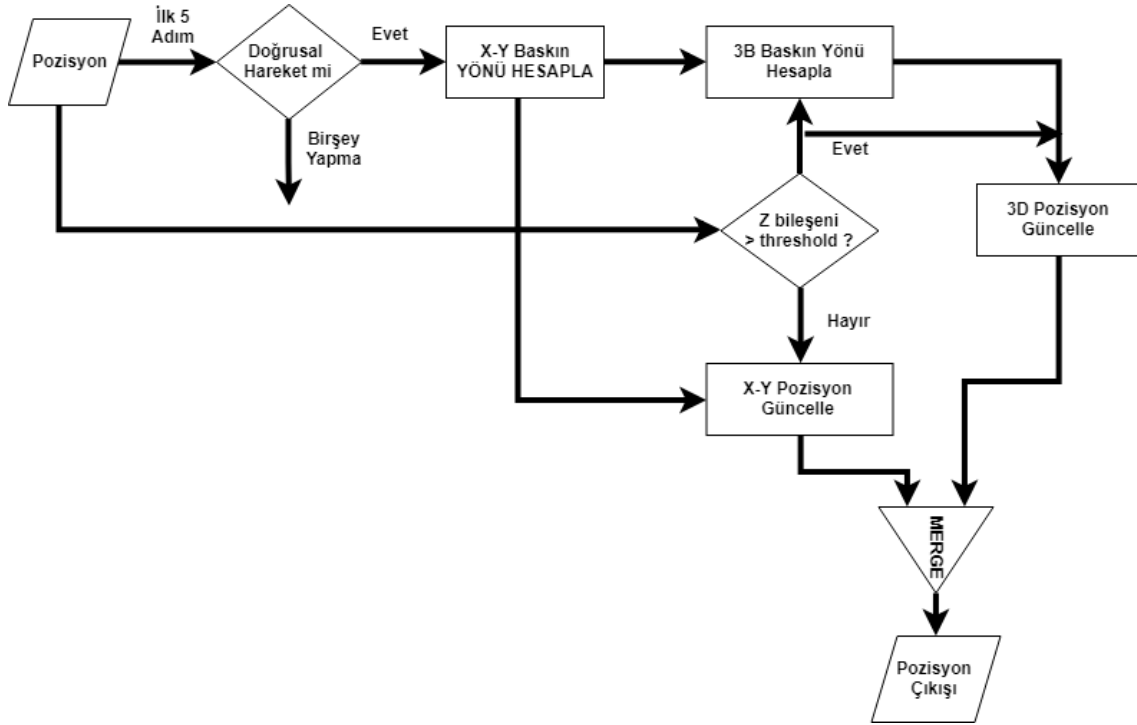 Pozisyon
İlk 5
Adım
Doğrusal
Hareket mi
Evet
X-Y Baskın
YÖNÜ HESAPLA
3B Baskın Yönü
Hesapla
Birşey
Yapma
Evet
Z bileşeni
> threshold ?
3D Pozisyon
Güncelle
Hayır
X-Y Pozisyon
Güncelle
MERGE
Pozisyon
Çıkışı